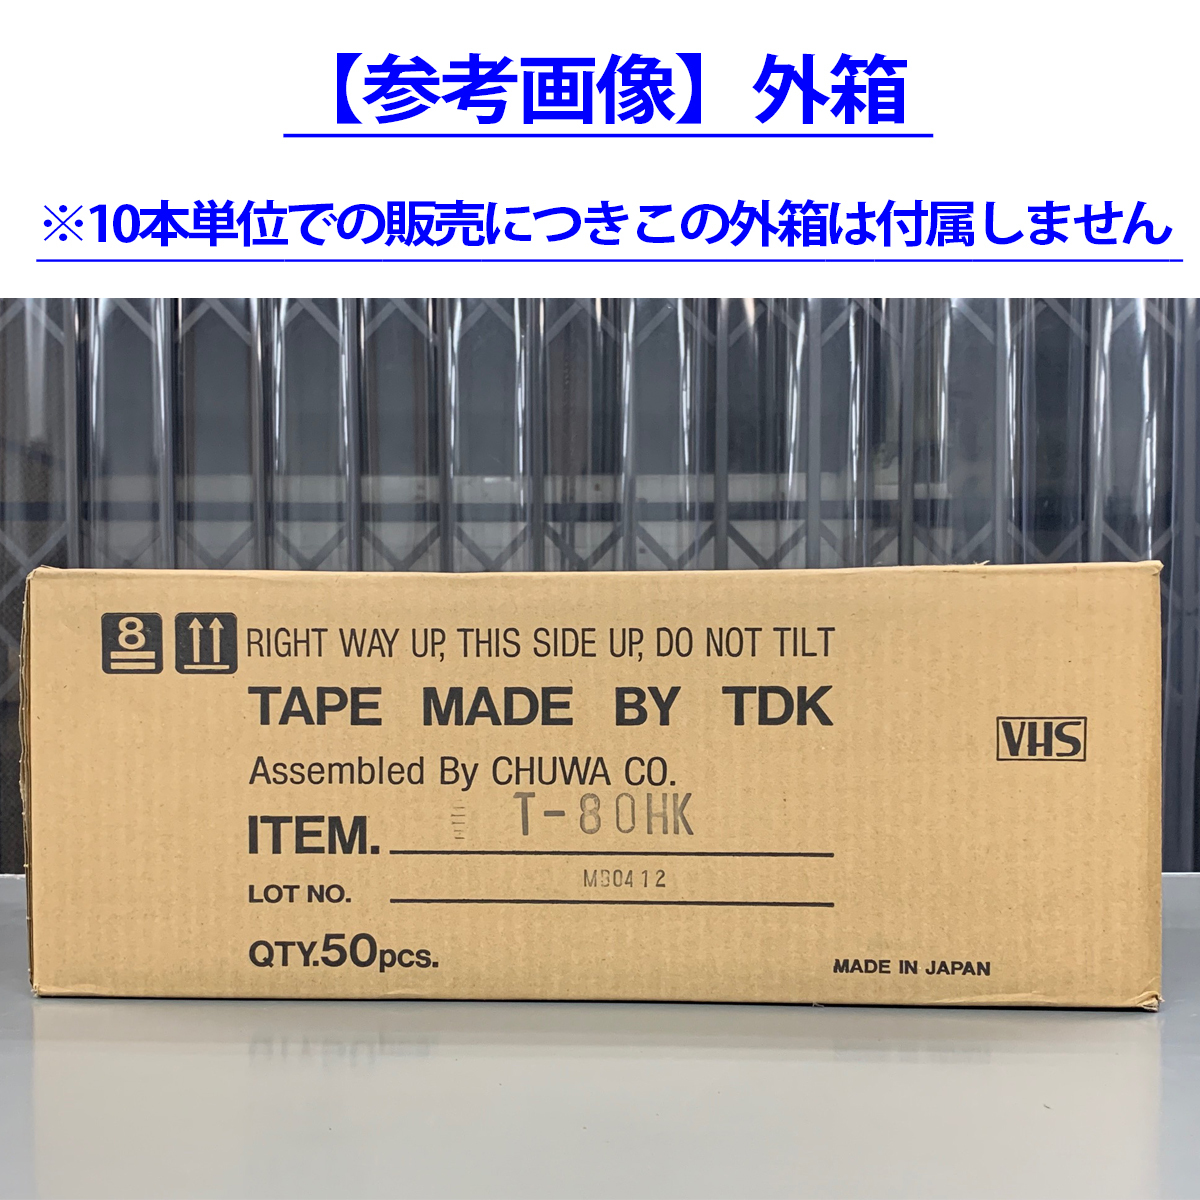 【参考画像】外箱
※10本単位での販売につきこの外箱は付属しません
8
RIGHT WAY UP, THIS SIDE UP, DO NOT TILT
TAPE MADE BY TDK
Assembled By CHUWA CO.
ITEM. T-80HK
LOT NO. M80412
QTY.50pcs.
VHS
MADE IN JAPAN